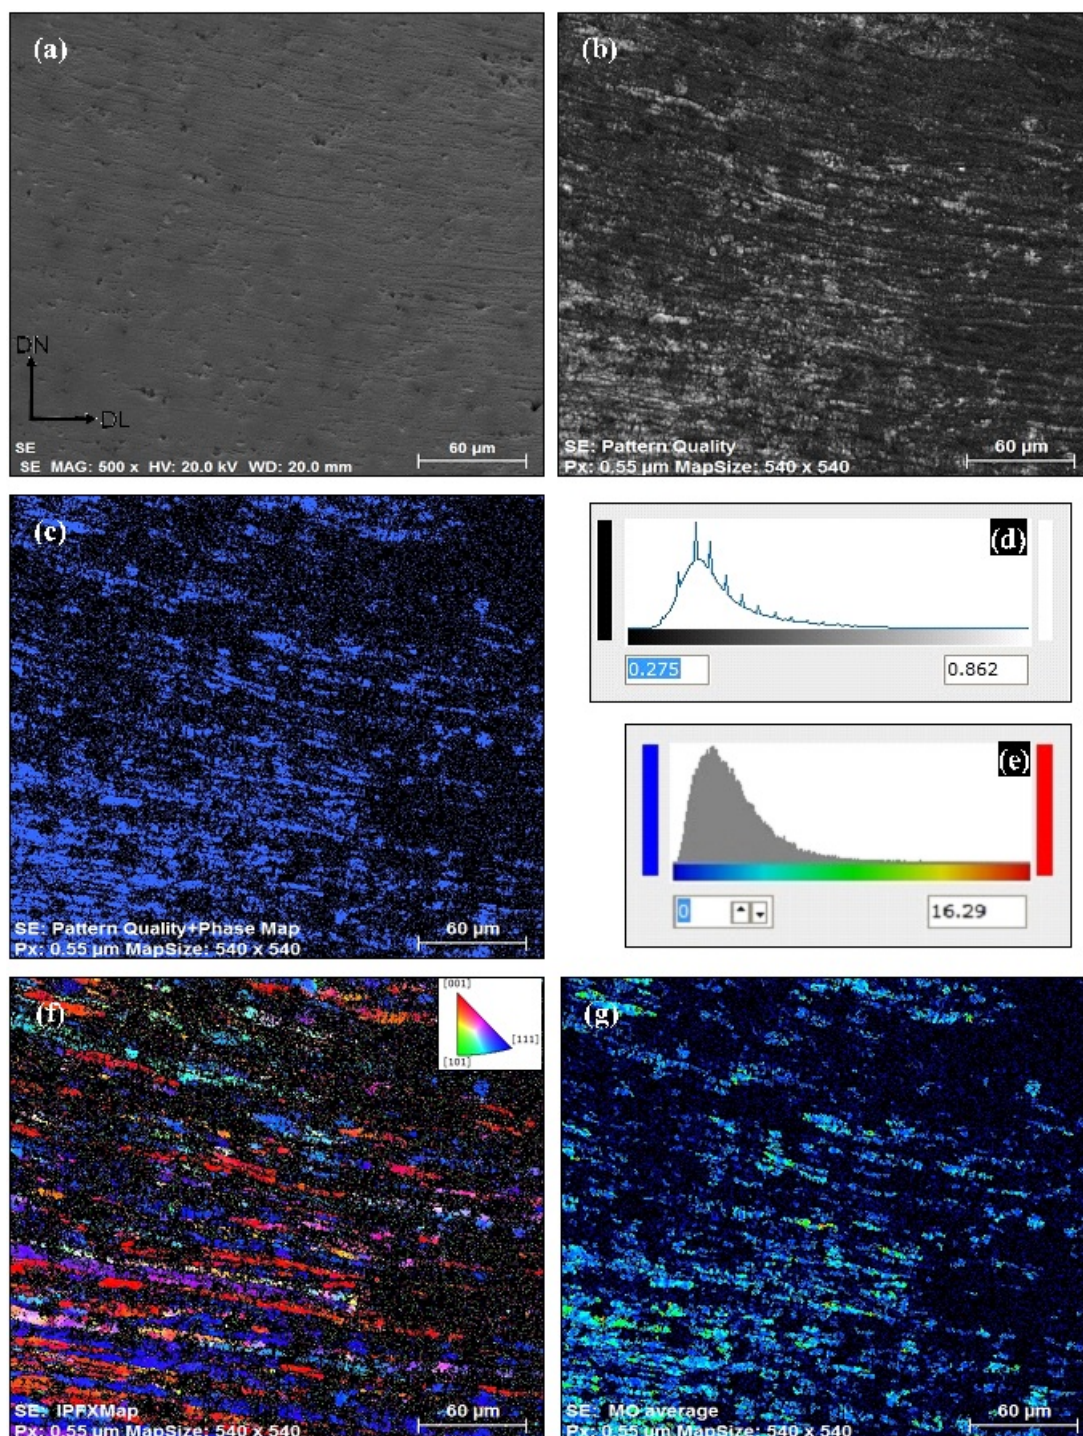 (a)
DN
DL
SE
SE MAG: 500 x HV: 20.0 kV WD: 20.0 mm
60 µm
(b)
SE: Pattern Quality
Px: 0.55 µm MapSize: 540 x 540
60 µm
(c)
SE: Pattern Quality+Phase Map
Px: 0.55 µm MapSize: 540 x 540
60 µm
(d)
0.275
0.862
(e)
0
16.29
(f)
[001]
[111]
[101]
SE: IPFXMap
Px: 0.55 µm MapSize: 540 x 540
60 µm
(g)
SE MO average
Px: 0.55 µm MapSize: 540 x 540
60 µm